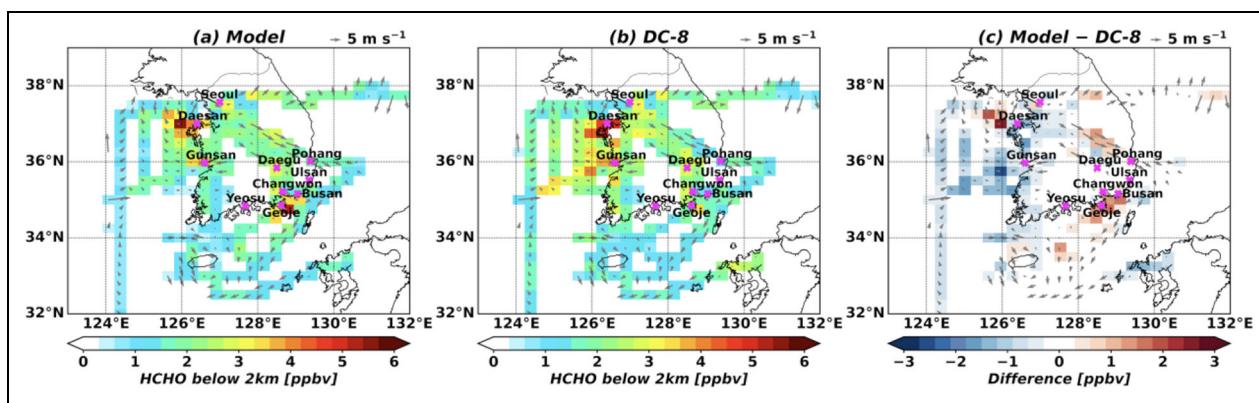 (a) Model
5 m s⁻¹
38°N
36°N
34°N
32°N
Seoul
Daesan
Gunsan
Daegu
Pohang
Ulsan
Changwon
Busan
Yeosu
Geoje
124°E 126°E 128°E 130°E 132°E
0 1 2 3 4 5 6
HCHO below 2km [ppbv]
(b) DC-8
5 m s⁻¹
38°N
36°N
34°N
32°N
Seoul
Daesan
Gunsan
Daegu
Pohang
Ulsan
Changwon
Busan
Yeosu
Geoje
124°E 126°E 128°E 130°E 132°E
0 1 2 3 4 5 6
HCHO below 2km [ppbv]
(c) Model − DC-8
5 m s⁻¹
38°N
36°N
34°N
32°N
Seoul
Daesan
Gunsan
Daegu
Pohang
Ulsan
Changwon
Busan
Yeosu
Geoje
124°E 126°E 128°E 130°E 132°E
−3 −2 −1 0 1 2 3
Difference [ppbv]